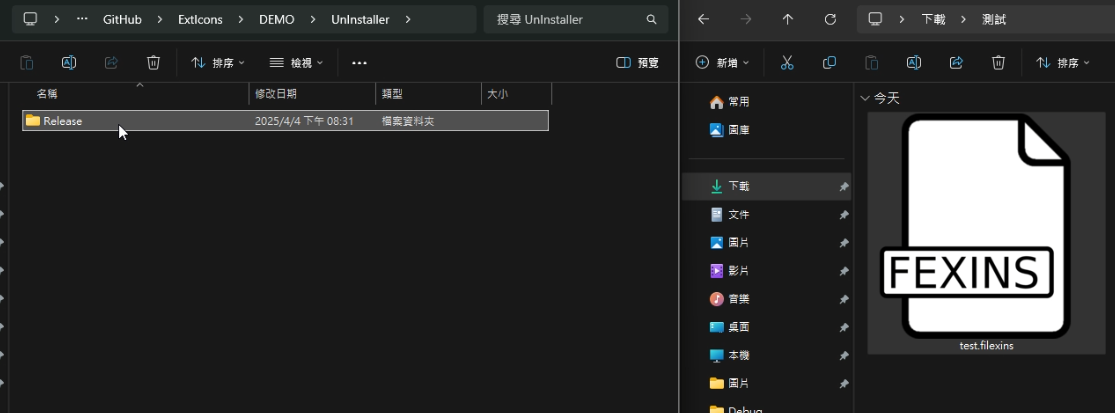 GitHub > ExtIcons > DEMO > UnInstaller >
搜尋 UnInstaller
排序
檢視
預覽
名稱 修改日期 類型 大小
Release 2025/4/4 下午 08:31 檔案資料夾
下載 > 測試
新增
排序
常用
圖庫
下載
文件
圖片
影片
音樂
桌面
本機
圖片
Debug
今天
FEXINS
test.filexins